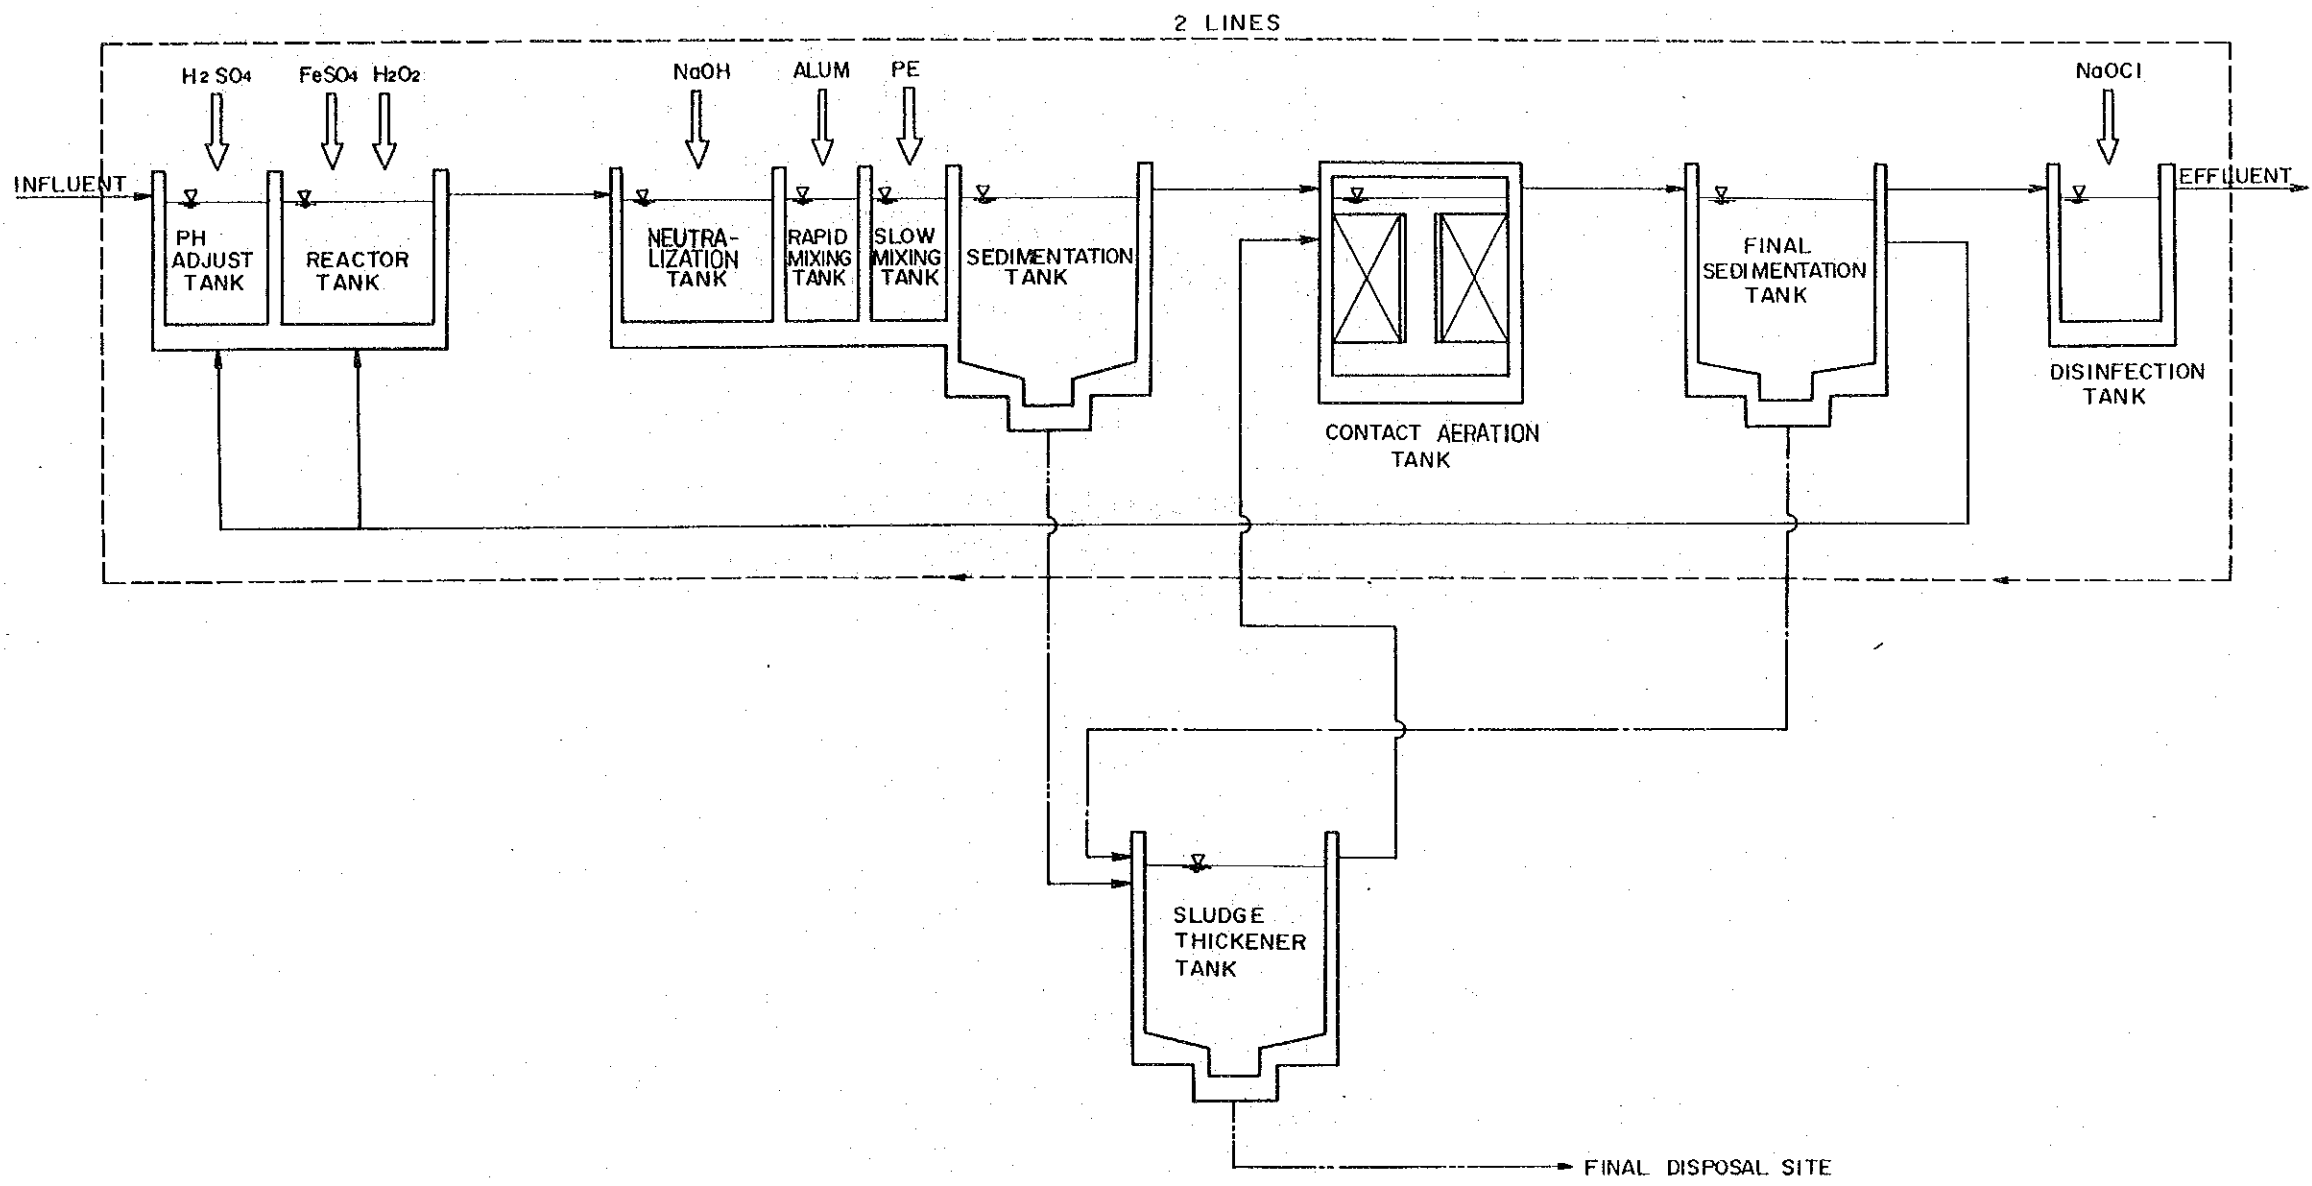 2 LINES
H2SO4
FeSO4 H2O2
NaOH
ALUM
PE
NaOCl
INFLUENT
EFFLUENT
PH
ADJUST
TANK
REACTOR
TANK
NEUTRA-
LIZATION
TANK
RAPID
MIXING
TANK
SLOW
MIXING
TANK
SEDIMENTATION
TANK
CONTACT AERATION
TANK
FINAL
SEDIMENTATION
TANK
DISINFECTION
TANK
SLUDGE
THICKENER
TANK
FINAL DISPOSAL SITE